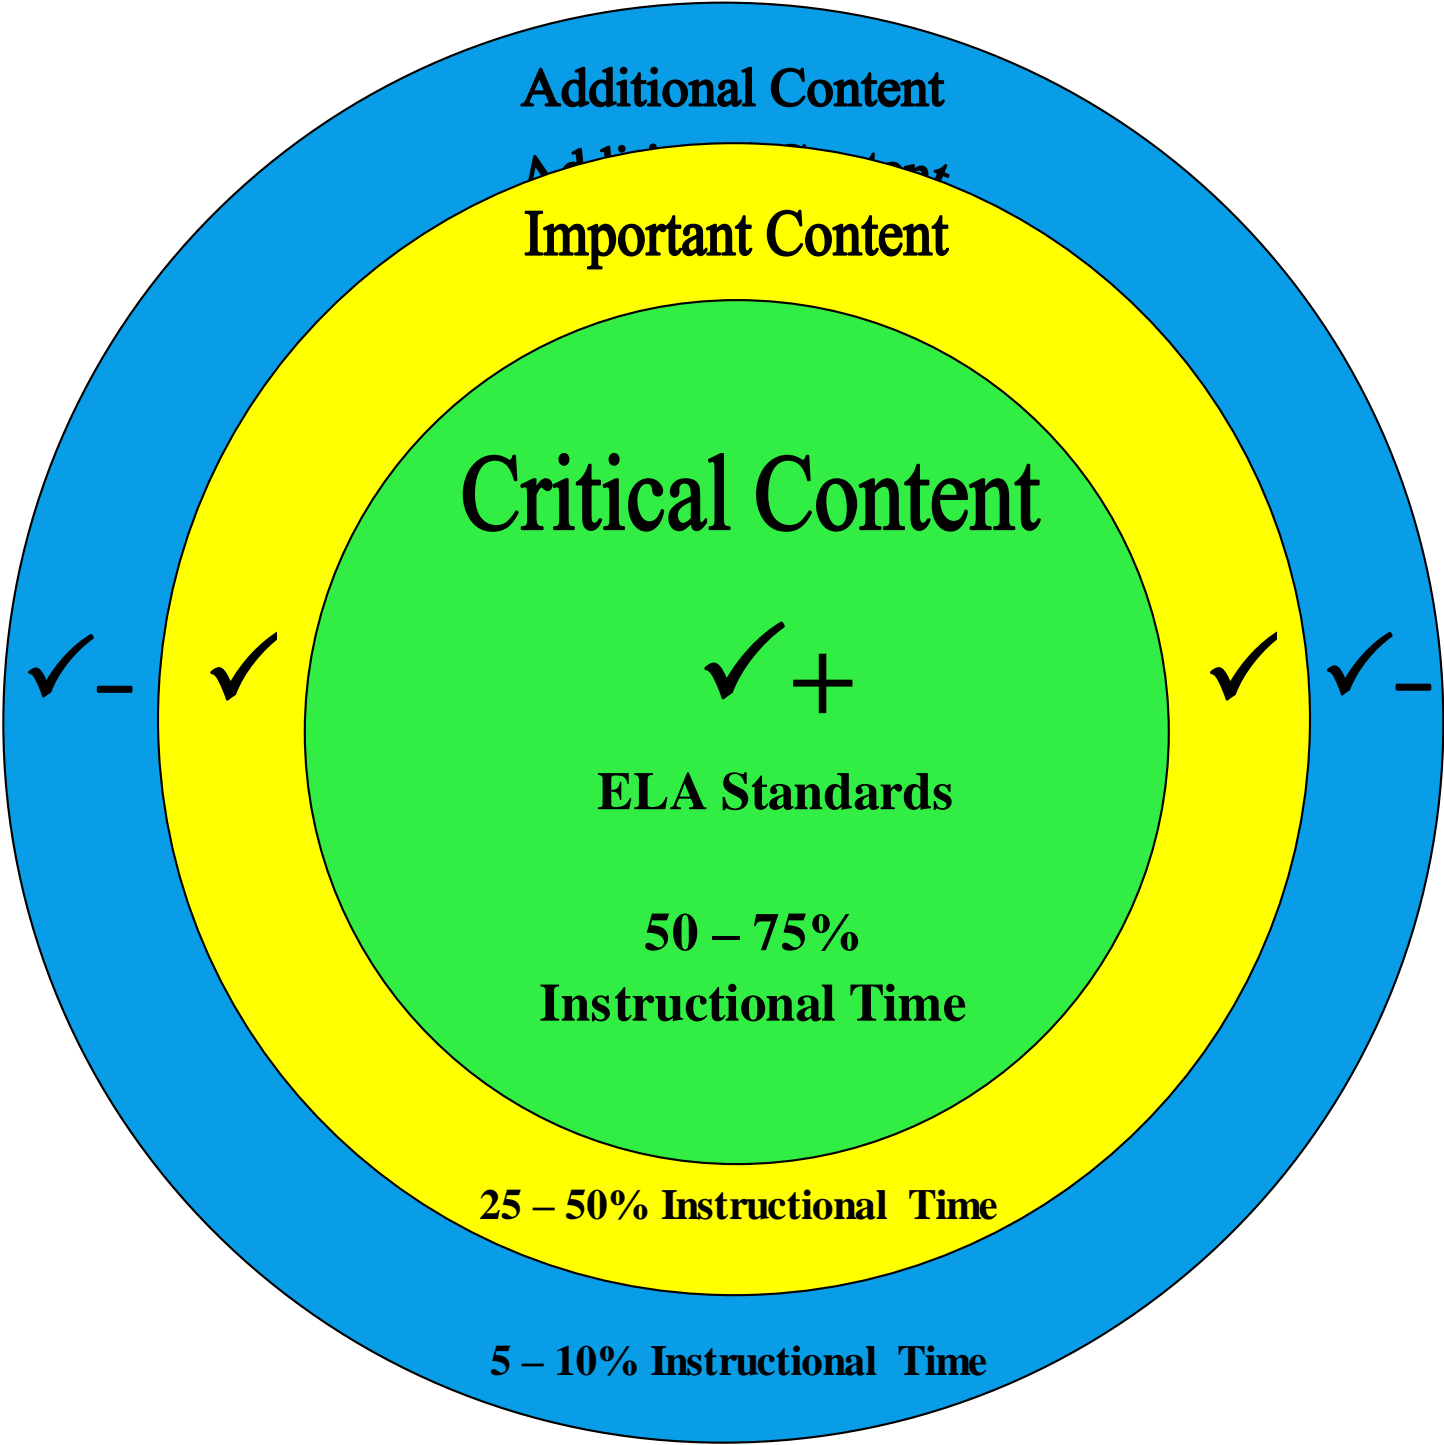 Additional Content
Important Content
Critical Content
✓- ✓ ✓+ ✓ ✓-
ELA Standards
50 – 75%
Instructional Time
25 – 50% Instructional Time
5 – 10% Instructional Time